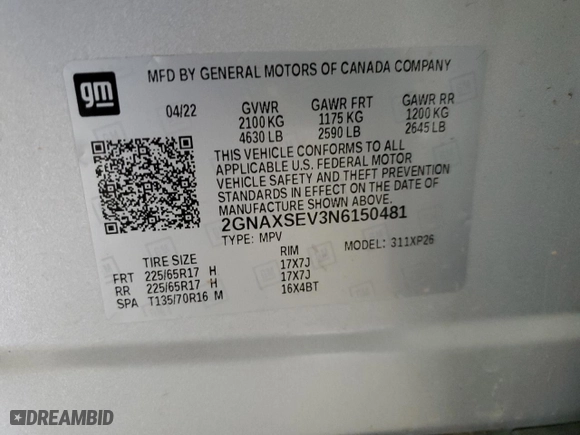 gm
MFD BY GENERAL MOTORS OF CANADA COMPANY
04/22 GVWR GAWR FRT GAWR RR
2100 KG 1175 KG 1200 KG
4630 LB 2590 LB 2645 LB
THIS VEHICLE CONFORMS TO ALL
APPLICABLE U.S. FEDERAL MOTOR
VEHICLE SAFETY AND THEFT PREVENTION
STANDARDS IN EFFECT ON THE DATE OF
MANUFACTURE SHOWN ABOVE.
2GNAXSEV3N6150481
TYPE: MPV MODEL: 311XP26
TIRE SIZE RIM
FRT 225/65R17 H 17X7J
RR 225/65R17 H 17X7J
SPA T135/70R16 M 16X4BT
DREAMBID